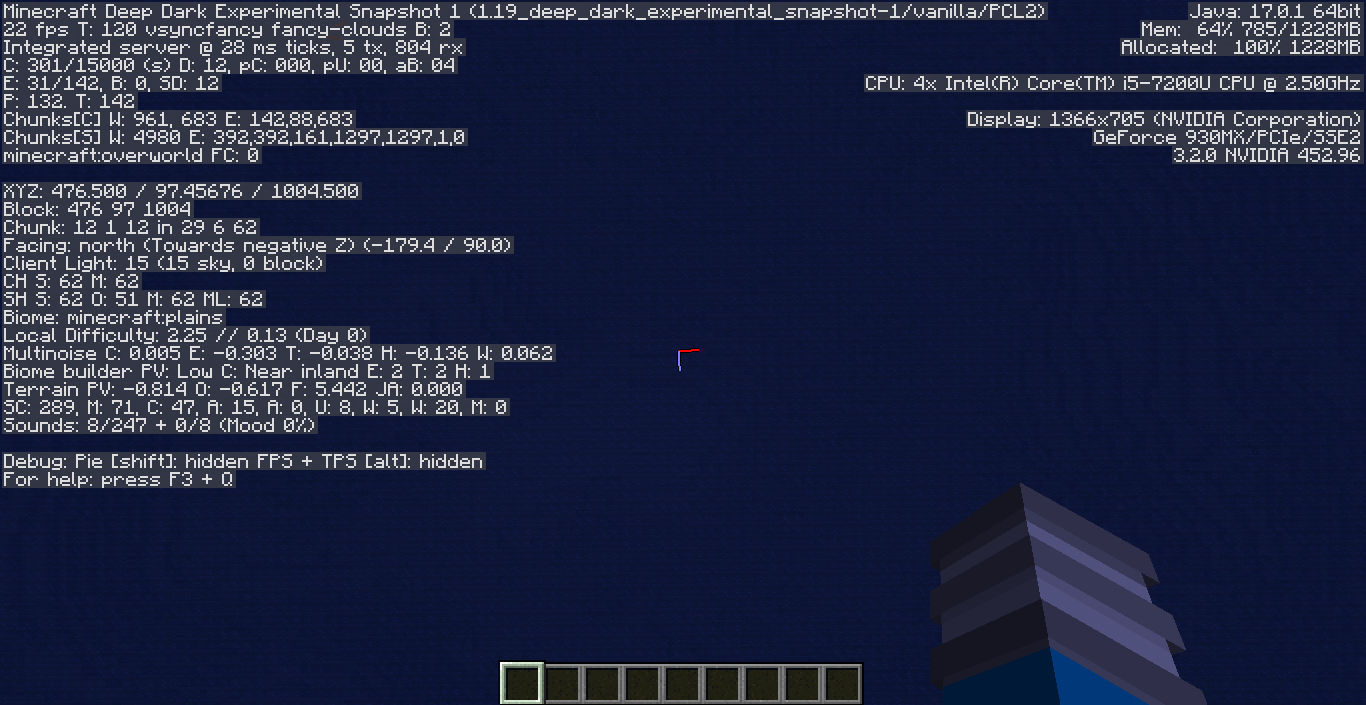 Minecraft Deep Dark Experimental Snapshot 1 (1.19_deep_dark_experimental_snapshot-1/vanilla/PCL2)
22 fps T: 120 vsyncfancy fancy-clouds B: 2
Integrated server @ 28 ms ticks, 5 tx, 804 rx
C: 301/15000 (s) D: 12, pC: 000, pU: 00, aB: 04
E: 31/142, B: 0, SD: 12
P: 132. T: 142
Chunks[C] W: 961, 683 E: 142,88,683
Chunks[S] W: 4980 E: 392,392,161,1297,1297,1,0
minecraft:overworld FC: 0
XYZ: 476.500 / 97.45676 / 1004.500
Block: 476 97 1004
Chunk: 12 1 12 in 29 6 62
Facing: north (Towards negative Z) (-179.4 / 90.0)
Client Light: 15 (15 sky, 0 block)
CH S: 62 M: 62
SH S: 62 O: 51 M: 62 ML: 62
Biome: minecraft:plains
Local Difficulty: 2.25 // 0.13 (Day 0)
Multinoise C: 0.005 E: -0.303 T: -0.038 H: -0.136 W: 0.062
Biome builder PV: Low C: Near inland E: 2 T: 2 H: 1
Terrain PV: -0.814 O: -0.617 F: 5.442 JA: 0.000
SC: 289, M: 71, C: 47, A: 15, A: 0, U: 8, W: 5, W: 20, M: 0
Sounds: 8/247 + 0/8 (Mood 0%)
Debug: Pie [shift]: hidden FPS + TPS [alt]: hidden
For help: press F3 + Q
Java: 17.0.1 64bit
Mem: 64% 785/1228MB
Allocated: 100% 1228MB
CPU: 4x Intel(R) Core(TM) i5-7200U CPU @ 2.50GHz
Display: 1366x705 (NVIDIA Corporation)
GeForce 930MX/PCIe/SSE2
3.2.0 NVIDIA 452.96